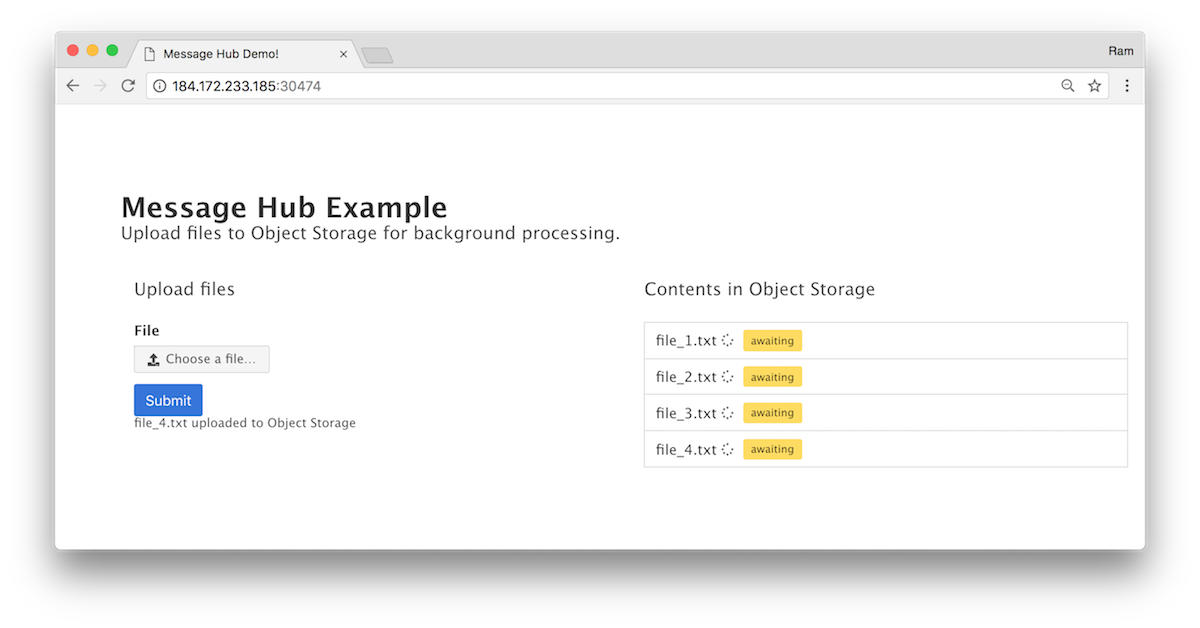 Message Hub Demo!
Ram
184.172.233.185:30474
Message Hub Example
Upload files to Object Storage for background processing.
Upload files
File
Choose a file...
Submit
file_4.txt uploaded to Object Storage
Contents in Object Storage
file_1.txt awaiting
file_2.txt awaiting
file_3.txt awaiting
file_4.txt awaiting